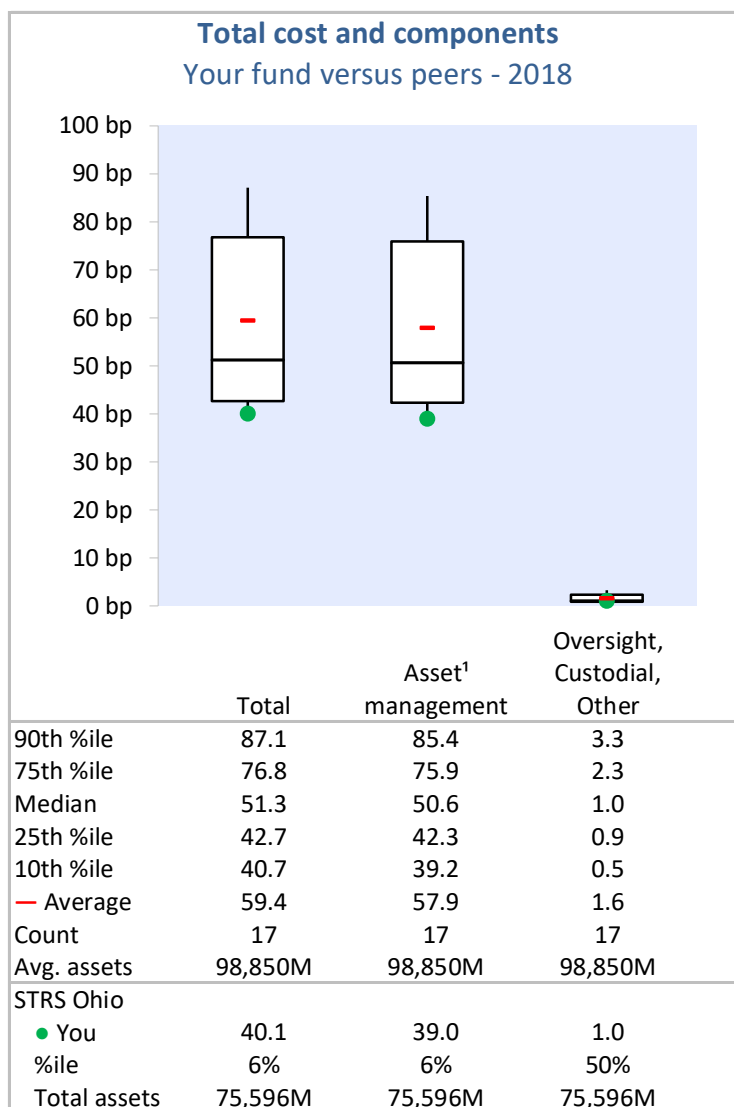 Total cost and components
Your fund versus peers - 2018
100 bp
90 bp
80 bp
70 bp
60 bp
50 bp
40 bp
30 bp
20 bp
10 bp
0 bp
Oversight,
Asset¹ Custodial,
Total management Other
90th %ile 87.1 85.4 3.3
75th %ile 76.8 75.9 2.3
Median 51.3 50.6 1.0
25th %ile 42.7 42.3 0.9
10th %ile 40.7 39.2 0.5
Average 59.4 57.9 1.6
Count 17 17 17
Avg. assets 98,850M 98,850M 98,850M
STRS Ohio
You 40.1 39.0 1.0
%ile 6% 6% 50%
Total assets 75,596M 75,596M 75,596M